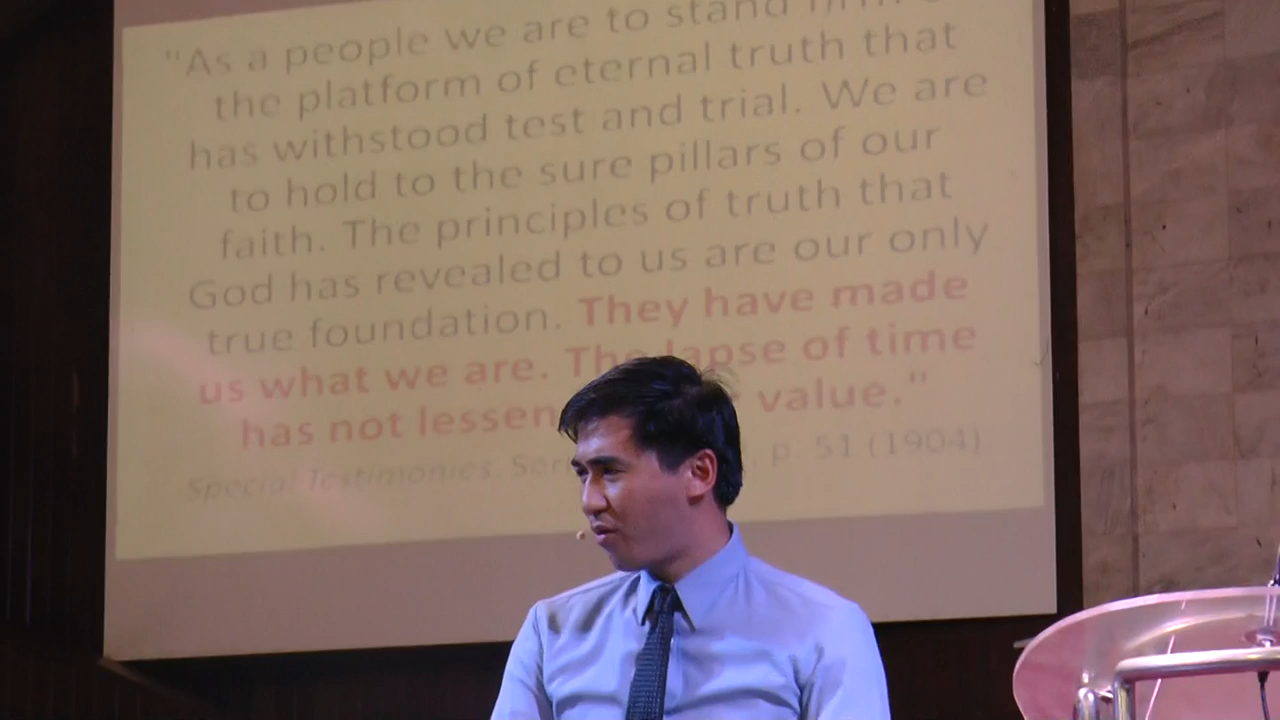 "As a people we are to stand firm
the platform of eternal truth that
has withstood test and trial. We are
to hold to the sure pillars of our
faith. The principles of truth that
God has revealed to us are our only
true foundation. They have made
us what we are. The lapse of time
has not lessen value."
Special Testimonies, Ser p. 51 (1904).